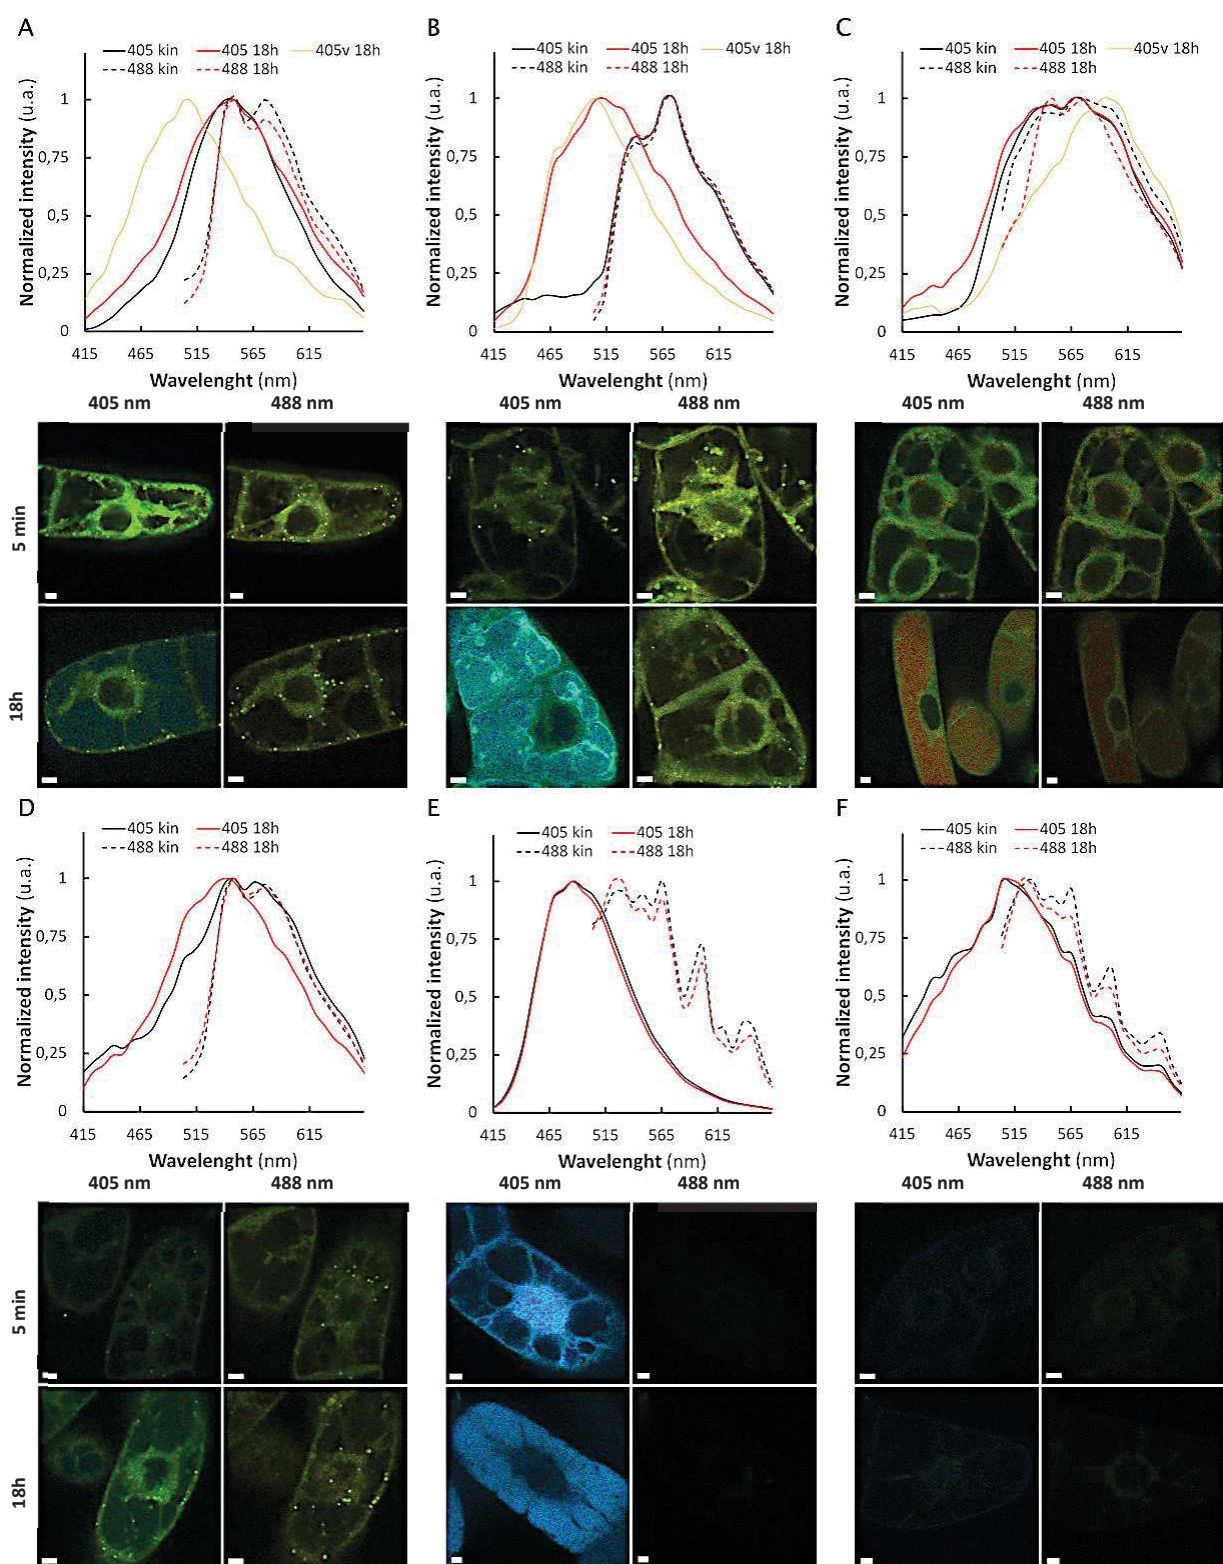 A
405 kin 405 18h 405v 18h
488 kin 488 18h
Normalized intensity (u.a.)
1
0,75
0,5
0,25
0
415 465 515 565 615
Wavelenght (nm)
405 nm 488 nm
B
405 kin 405 18h 405v 18h
488 kin 488 18h
Normalized intensity (u.a.)
1
0,75
0,5
0,25
0
415 465 515 565 615
Wavelenght (nm)
405 nm 488 nm
C
405 kin 405 18h 405v 18h
488 kin 488 18h
Normalized intensity (u.a.)
1
0,75
0,5
0,25
0
415 465 515 565 615
Wavelenght (nm)
405 nm 488 nm
5 min
18h
D
405 kin 405 18h
488 kin 488 18h
Normalized intensity (u.a.)
1
0,75
0,5
0,25
0
415 465 515 565 615
Wavelenght (nm)
405 nm 488 nm
E
405 kin 405 18h
488 kin 488 18h
Normalized intensity (u.a.)
1
0,75
0,5
0,25
0
415 465 515 565 615
Wavelenght (nm)
405 nm 488 nm
F
405 kin 405 18h
488 kin 488 18h
Normalized intensity (u.a.)
1
0,75
0,5
0,25
0
415 465 515 565 615
Wavelenght (nm)
405 nm 488 nm
5 min
18h